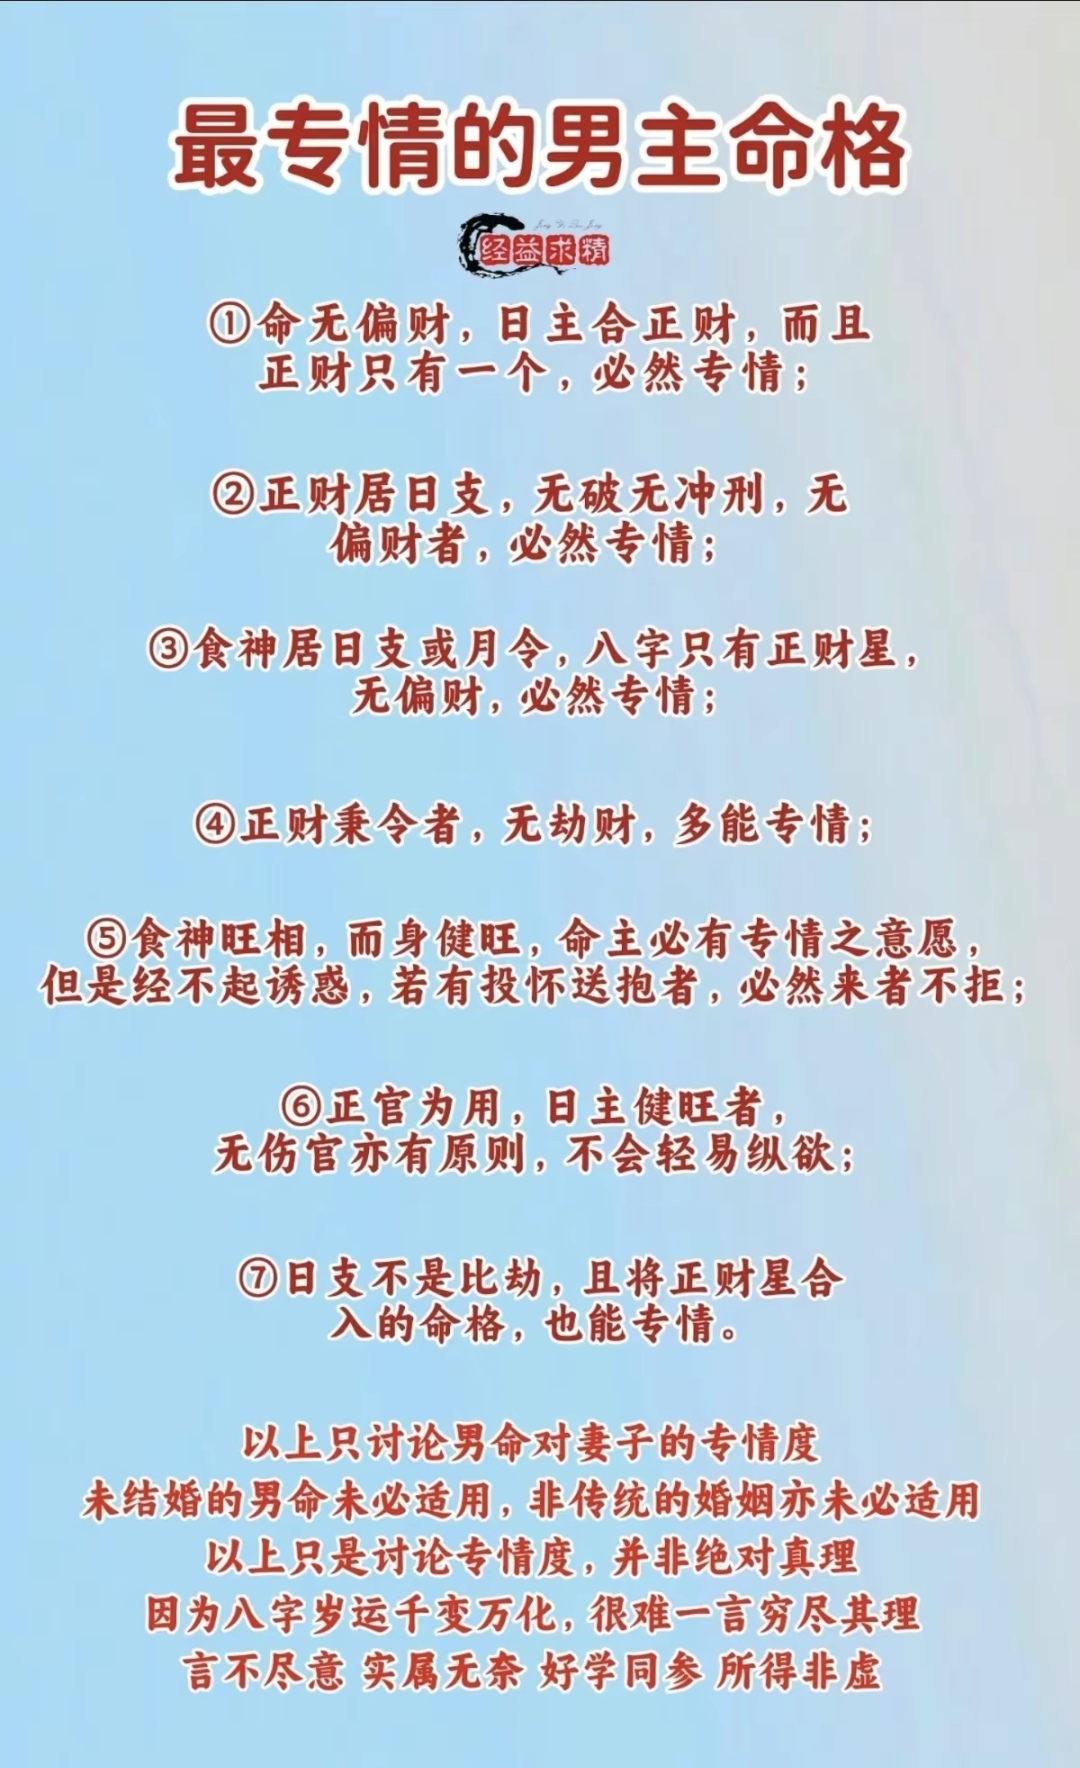 最专情的男主命格
经益求精
①命无偏财，日主合正财，而且
正财只有一个，必然专情；
②正财居日支，无破无冲刑，无
偏财者，必然专情；
③食神居日支或月令，八字只有正财星，
无偏财，必然专情；
④正财秉令者，无劫财，多能专情；
⑤食神旺相，而身健旺，命主必有专情之意愿，
但是经不起诱惑，若有投怀送抱者，必然来者不拒；
⑥正官为用，日主健旺者，
无伤官亦有原则，不会轻易纵欲；
⑦日支不是比劫，且将正财星合
入的命格，也能专情。
以上只讨论男命对妻子的专情度
未结婚的男命未必适用，非传统的婚姻亦未必适用
以上只是讨论专情度，并非绝对真理
因为八字岁运千变万化，很难一言穷尽其理
言不尽意 实属无奈 好学同参 所得非虚